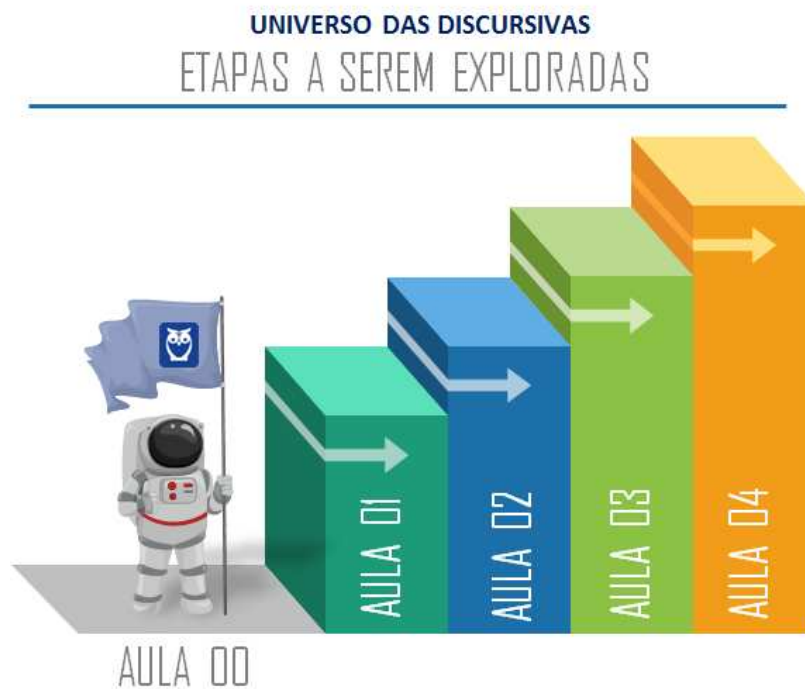 UNIVERSO DAS DISCURSIVAS
ETAPAS A SEREM EXPLORADAS
AULA 00
AULA 01
AULA 02
AULA 03
AULA 04